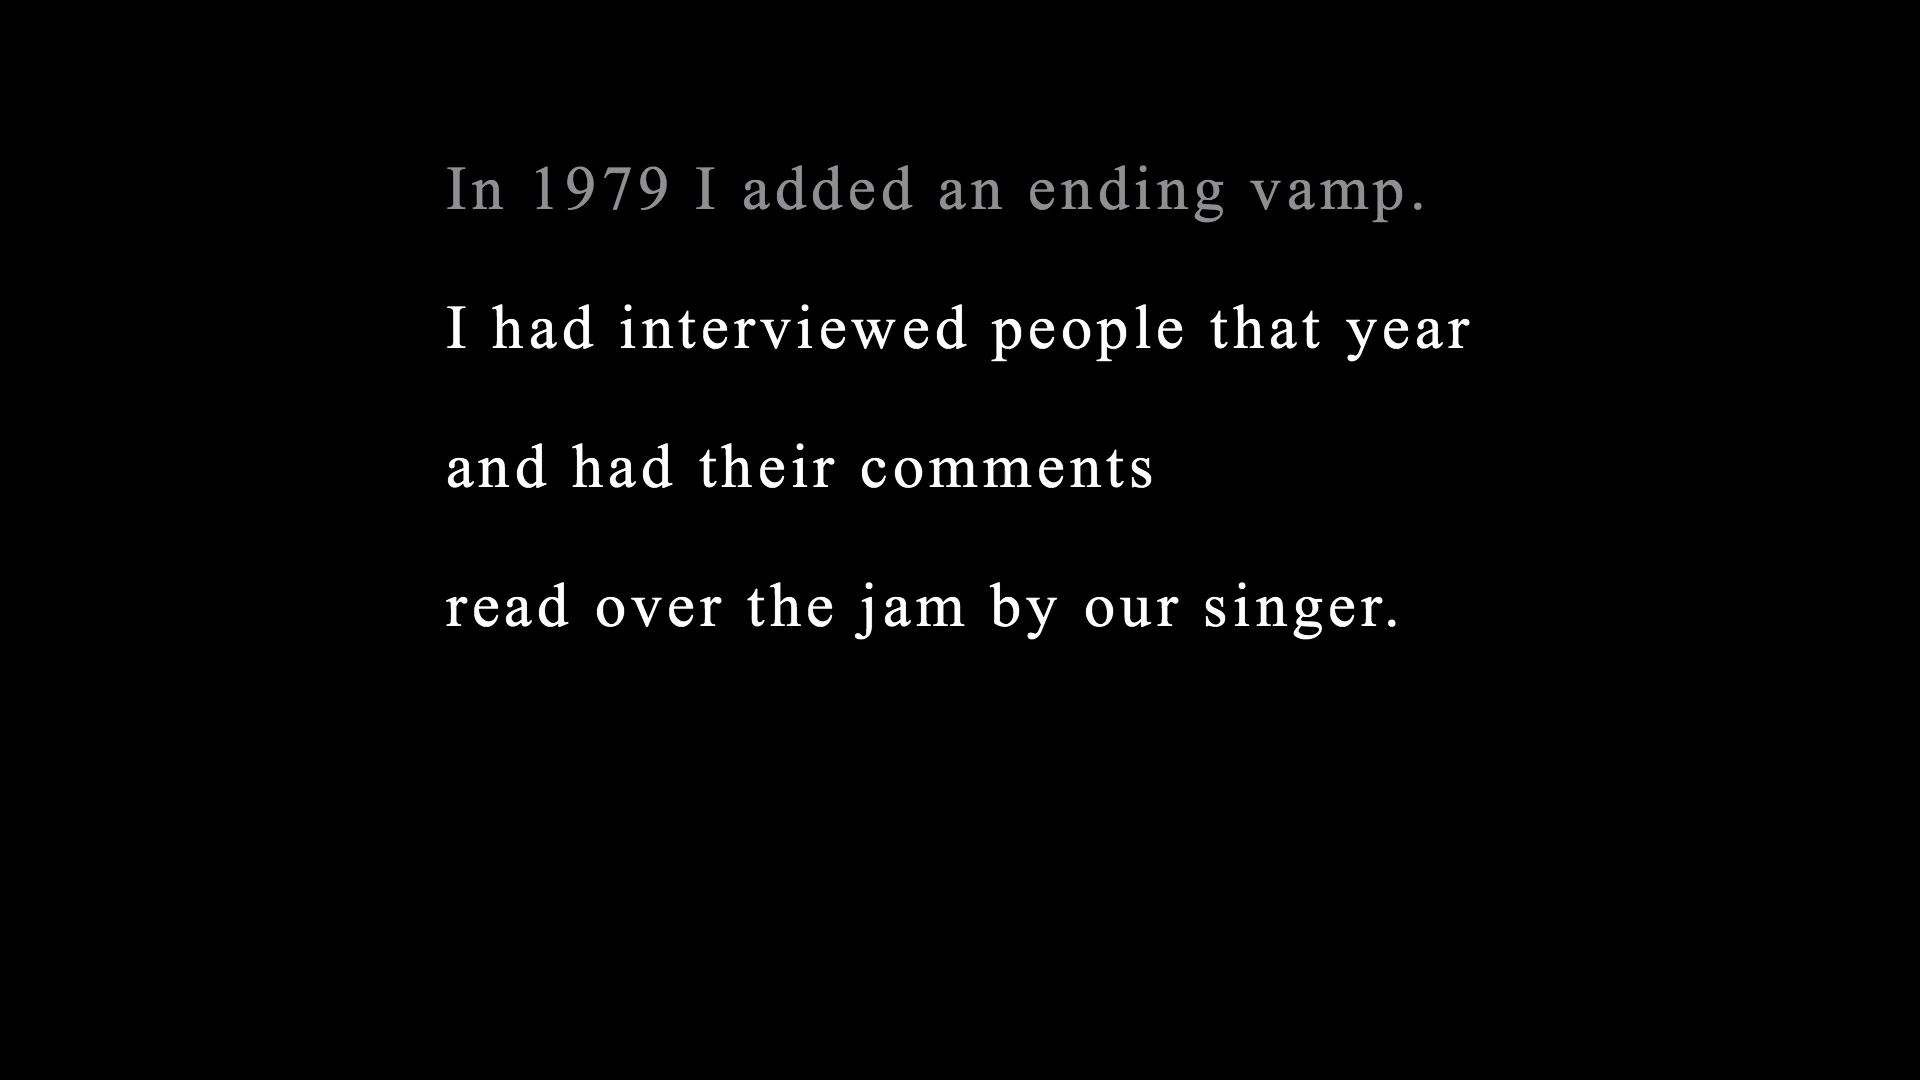 In 1979 I added an ending vamp.
I had interviewed people that year
and had their comments
read over the jam by our singer.